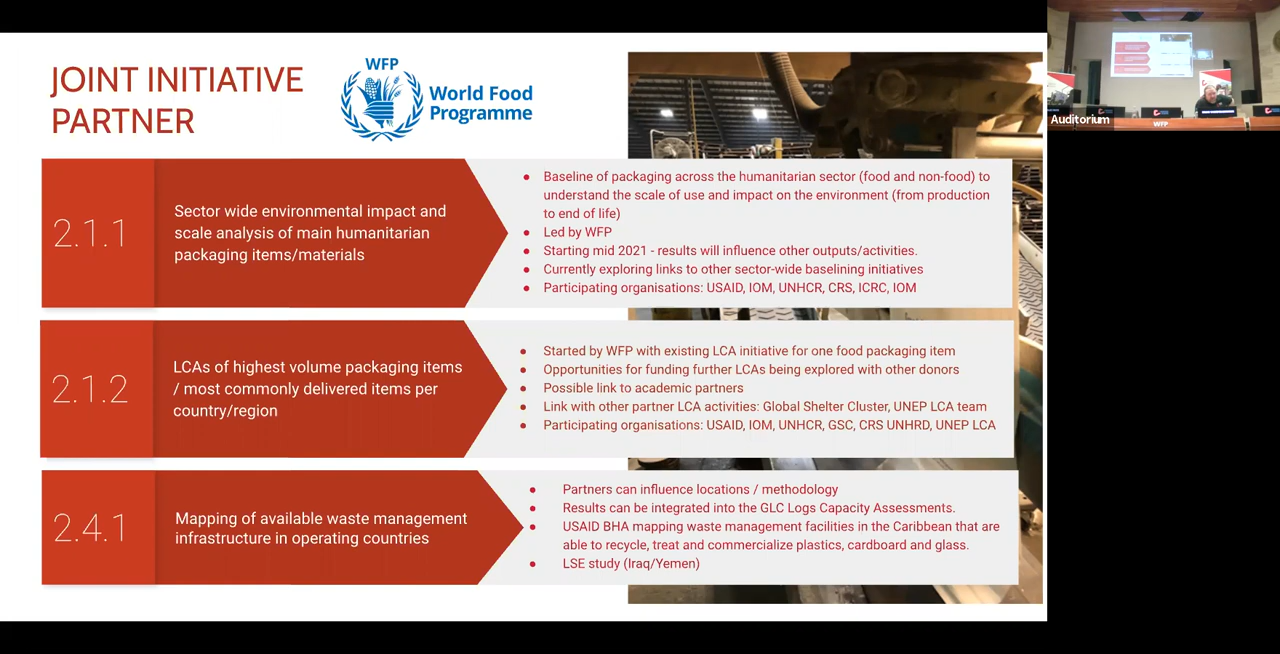 JOINT INITIATIVE
PARTNER
WFP
World Food
Programme
2.1.1
Sector wide environmental impact and
scale analysis of main humanitarian
packaging items/materials
● Baseline of packaging across the humanitarian sector (food and non-food) to
understand the scale of use and impact on the environment (from production
to end of life)
● Led by WFP
● Starting mid 2021 - results will influence other outputs/activities.
● Currently exploring links to other sector-wide baselining initiatives
● Participating organisations: USAID, IOM, UNHCR, CRS, ICRC, IOM
2.1.2
LCAs of highest volume packaging items
/ most commonly delivered items per
country/region
● Started by WFP with existing LCA initiative for one food packaging item
● Opportunities for funding further LCAs being explored with other donors
● Possible link to academic partners
● Link with other partner LCA activities: Global Shelter Cluster, UNEP LCA team
● Participating organisations: USAID, IOM, UNHCR, GSC, CRS UNHRD, UNEP LCA
2.4.1
Mapping of available waste management
infrastructure in operating countries
● Partners can influence locations / methodology
● Results can be integrated into the GLC Logs Capacity Assessments.
● USAID BHA mapping waste management facilities in the Caribbean that are
able to recycle, treat and commercialize plastics, cardboard and glass.
● LSE study (Iraq/Yemen)
Auditorium
WFP